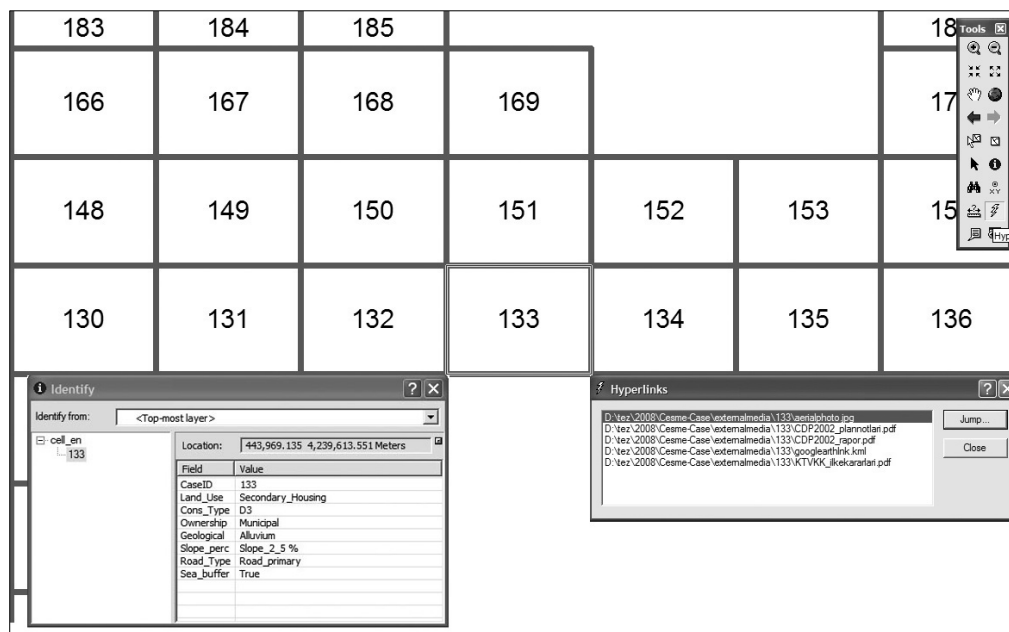 183 184 185 18
Tools
166 167 168 169 17
148 149 150 151 152 153 15
XY
Hyp
130 131 132 133 134 135 136
Identify
Identify from: <Top-most layer>
cell_en
133
Location: 443,969.135 4,239,613.551 Meters
Field Value
CaseID 133
Land_Use Secondary_Housing
Cons_Type D3
Ownership Municipal
Geological Alluvium
Slope_perc Slope_2_5 %
Road_Type Road_primary
Sea_buffer True
Hyperlinks
D:\tez\2008\Cesme-Case\externalmedia\133\aerialphoto.jpg
D:\tez\2008\Cesme-Case\externalmedia\133\CDP2002_plannotlari.pdf
D:\tez\2008\Cesme-Case\externalmedia\133\CDP2002_rapor.pdf
D:\tez\2008\Cesme-Case\externalmedia\133\googlearthlnk.kml
D:\tez\2008\Cesme-Case\externalmedia\133\KTVKK_ilkekararlari.pdf
Jump...
Close